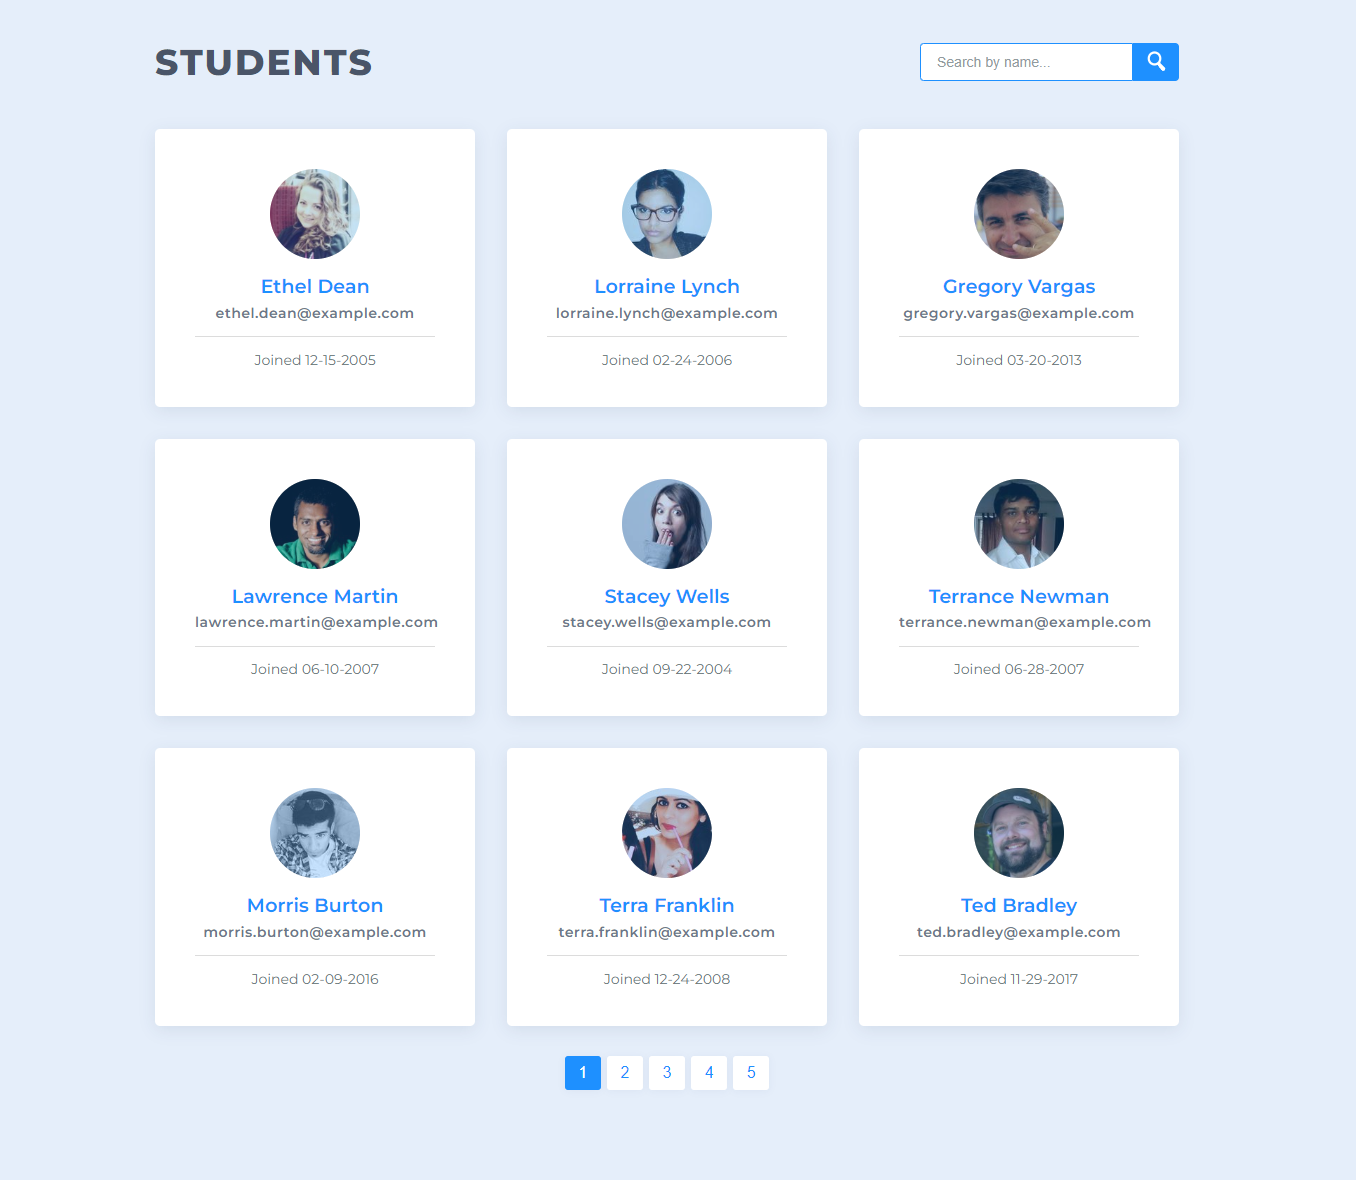 STUDENTS
Search by name...
Ethel Dean
ethel.dean@example.com
Joined 12-15-2005
Lorraine Lynch
lorraine.lynch@example.com
Joined 02-24-2006
Gregory Vargas
gregory.vargas@example.com
Joined 03-20-2013
Lawrence Martin
lawrence.martin@example.com
Joined 06-10-2007
Stacey Wells
stacey.wells@example.com
Joined 09-22-2004
Terrance Newman
terrance.newman@example.com
Joined 06-28-2007
Morris Burton
morris.burton@example.com
Joined 02-09-2016
Terra Franklin
terra.franklin@example.com
Joined 12-24-2008
Ted Bradley
ted.bradley@example.com
Joined 11-29-2017
1 2 3 4 5